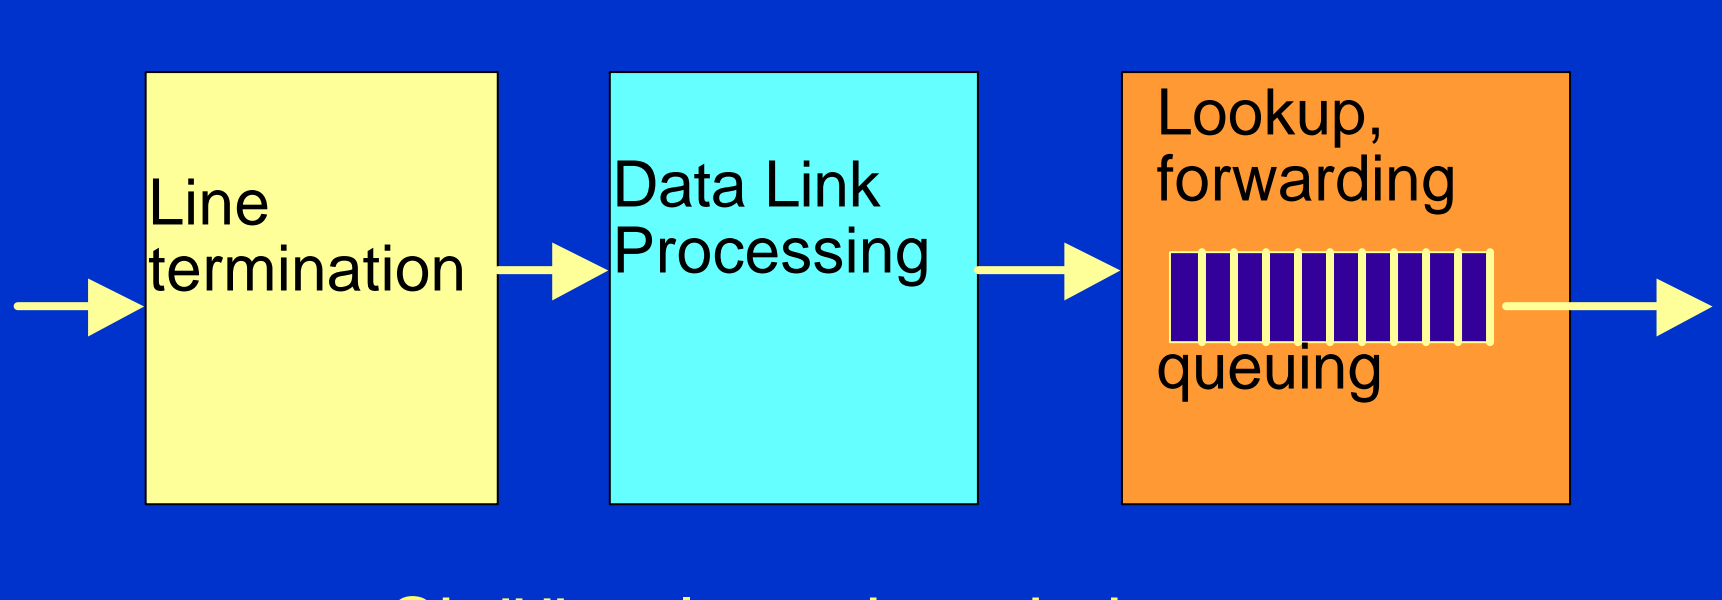 Line
termination
Data Link
Processing
Lookup,
forwarding
queuing